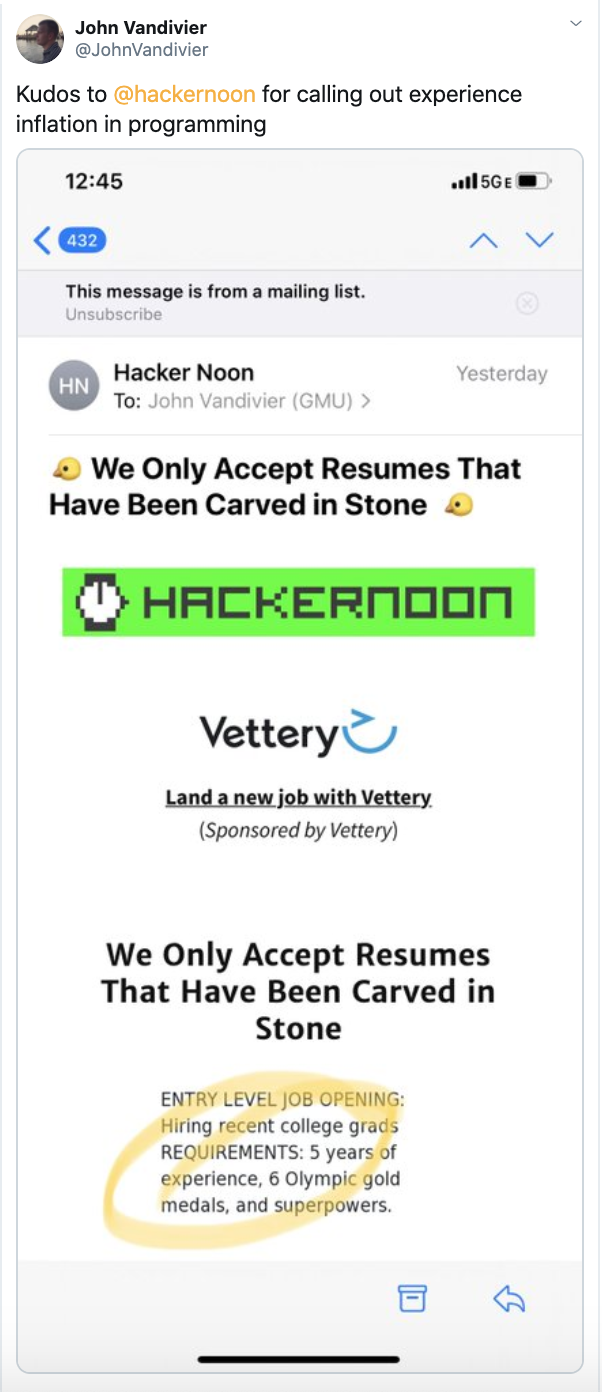 John Vandivier
@JohnVandivier
Kudos to @hackernoon for calling out experience
inflation in programming
12:45
5GE
432
This message is from a mailing list.
Unsubscribe
HN
Hacker Noon
Yesterday
To: John Vandivier (GMU) >
We Only Accept Resumes That
Have Been Carved in Stone
HACKERNOON
Vettery
Land a new job with Vettery
(Sponsored by Vettery)
We Only Accept Resumes
That Have Been Carved in
Stone
ENTRY LEVEL JOB OPENING:
Hiring recent college grads
REQUIREMENTS: 5 years of
experience, 6 Olympic gold
medals, and superpowers.